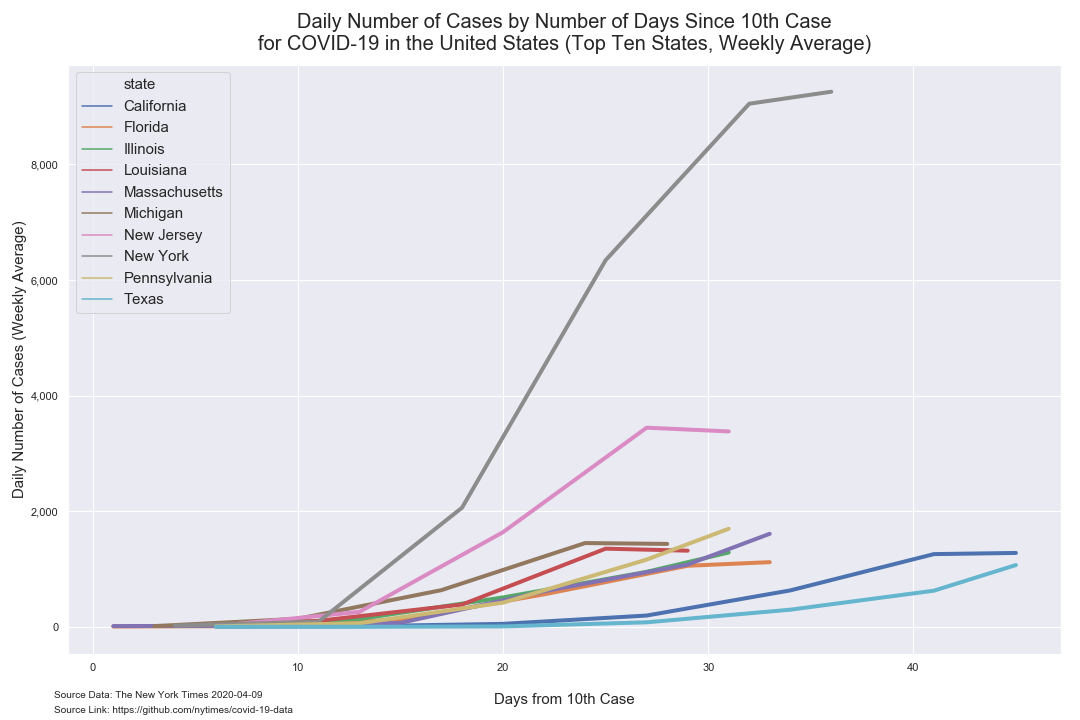 Daily Number of Cases by Number of Days Since 10th Case
for COVID-19 in the United States (Top Ten States, Weekly Average)
state
California
Florida
Illinois
Louisiana
Massachusetts
Michigan
New Jersey
New York
Pennsylvania
Texas
Daily Number of Cases (Weekly Average)
8,000
6,000
4,000
2,000
0
0
10
20
30
40
Days from 10th Case
Source Data: The New York Times 2020-04-09
Source Link: https://github.com/nytimes/covid-19-data